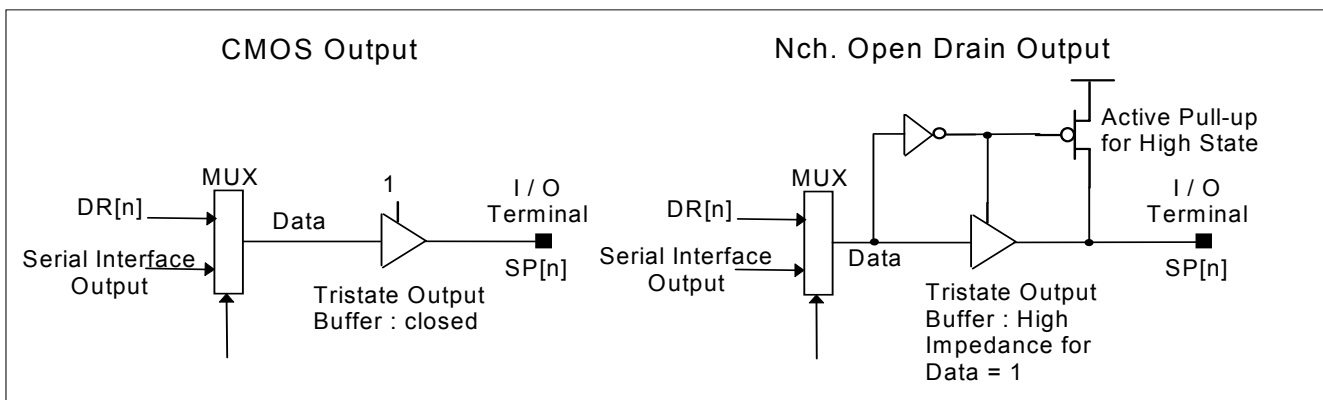 CMOS Output
MUX
1
I / O
Terminal
DR[n]
Data
Serial Interface
Output
SP[n]
Tristate Output
Buffer : closed
Nch. Open Drain Output
Active Pull-up
for High State
MUX
I / O
Terminal
DR[n]
Serial Interface
Output
Data
SP[n]
Tristate Output
Buffer : High
Impedance for
Data = 1